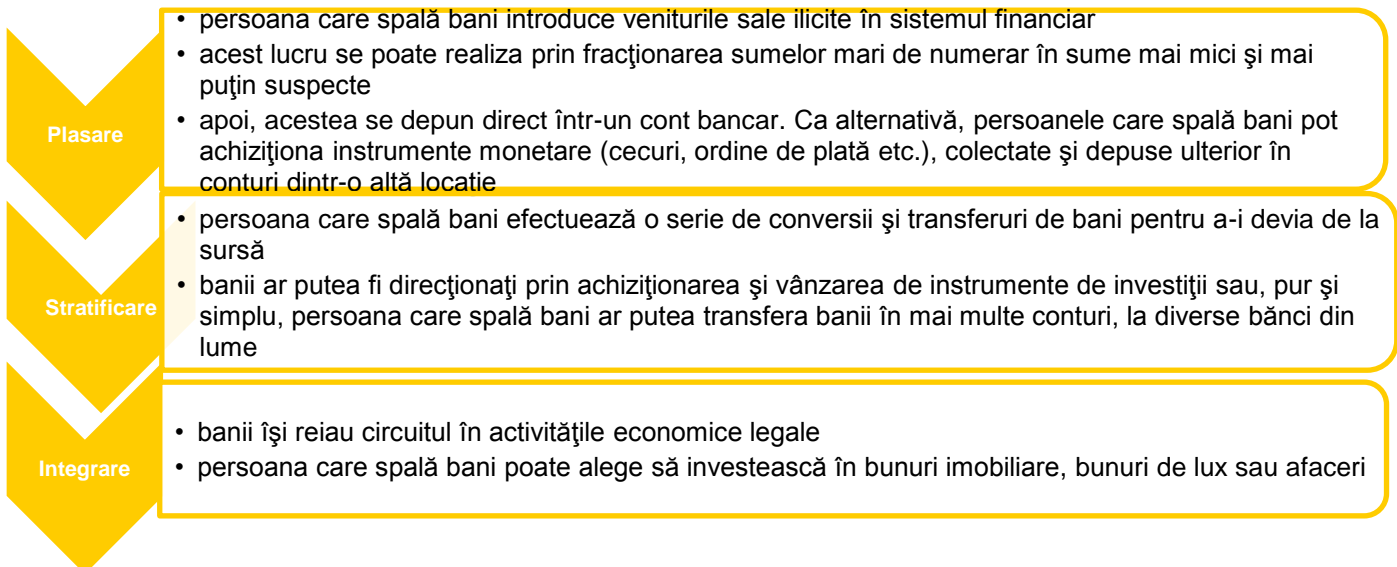 Plasare
• persoana care spală bani introduce veniturile sale ilicite în sistemul financiar
• acest lucru se poate realiza prin fracţionarea sumelor mari de numerar în sume mai mici şi mai
puţin suspecte
• apoi, acestea se depun direct într-un cont bancar. Ca alternativă, persoanele care spală bani pot
achiziţiona instrumente monetare (cecuri, ordine de plată etc.), colectate şi depuse ulterior în
conturi dintr-o altă locatie
Stratificare
• persoana care spală bani efectuează o serie de conversii şi transferuri de bani pentru a-i devia de la
sursă
• banii ar putea fi direcţionaţi prin achiziţionarea şi vânzarea de instrumente de investiţii sau, pur şi
simplu, persoana care spală bani ar putea transfera banii în mai multe conturi, la diverse bănci din
lume
Integrare
• banii îşi reiau circuitul în activităţile economice legale
• persoana care spală bani poate alege să investească în bunuri imobiliare, bunuri de lux sau afaceri